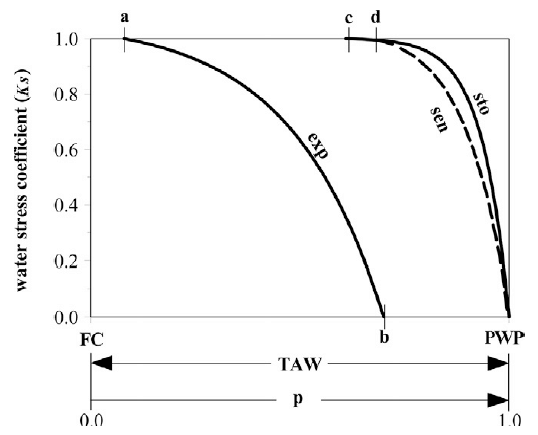 a c d
1.0
0.8
0.6
0.4
0.2
0.0
water stress coefficient (Ks)
exp
sto
sen
FC b PWP
TAW
p
0.0 1.0